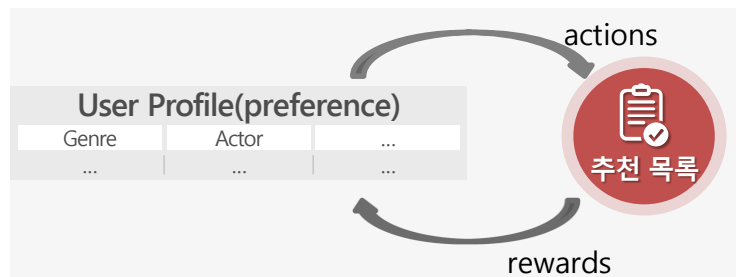 actions
User Profile(preference)
Genre Actor ...
... ... ...
추천 목록
rewards